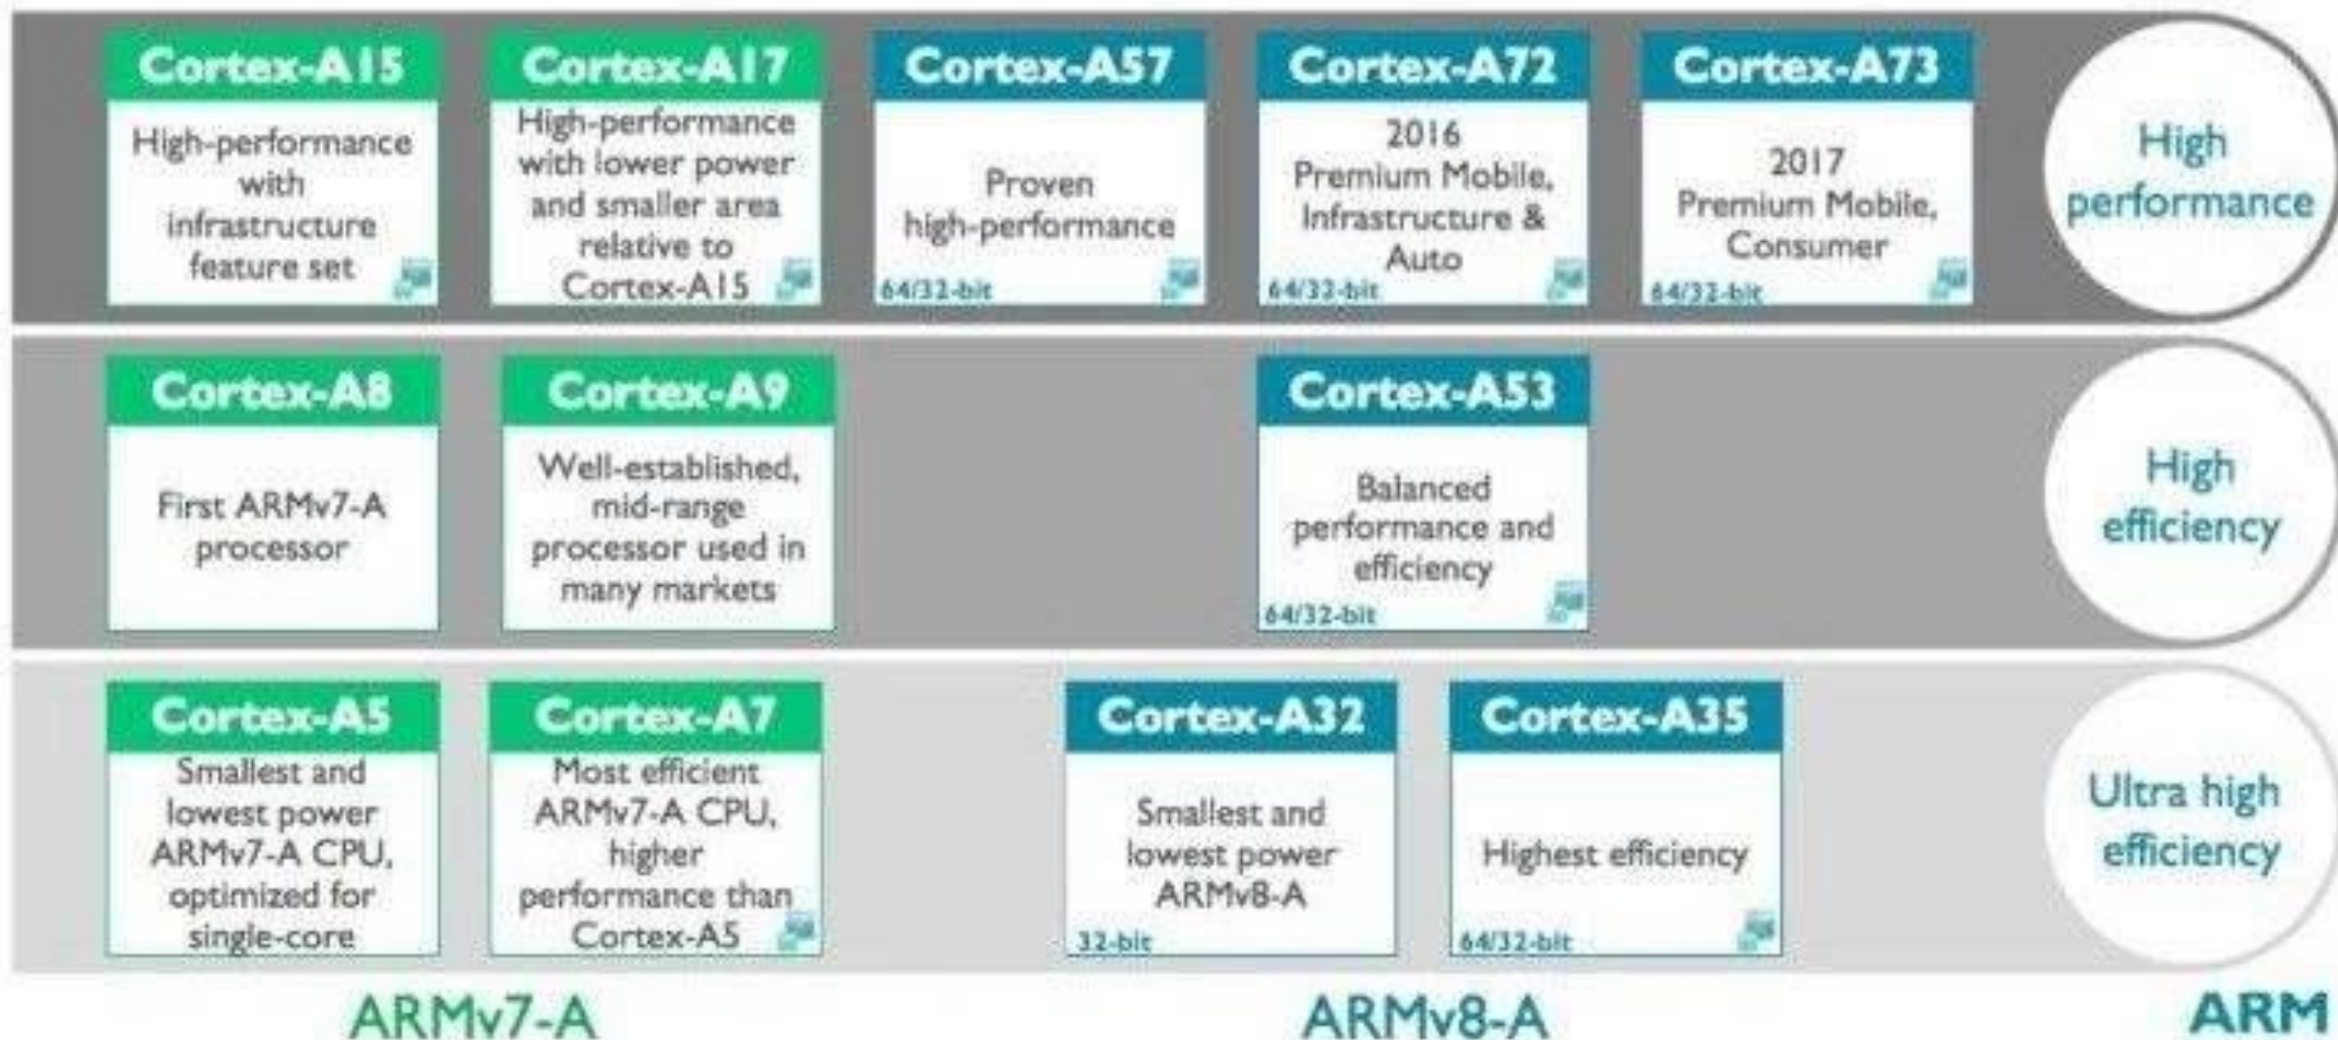 Cortex-A15
High-performance
with
infrastructure
feature set
Cortex-A17
High-performance
with lower power
and smaller area
relative to
Cortex-A15
Cortex-A57
Proven
high-performance
64/32-bit
Cortex-A72
2016
Premium Mobile,
Infrastructure &
Auto
64/32-bit
Cortex-A73
2017
Premium Mobile,
Consumer
64/32-bit
High
performance
Cortex-A8
First ARMv7-A
processor
Cortex-A9
Well-established,
mid-range
processor used in
many markets
Cortex-A53
Balanced
performance and
efficiency
64/32-bit
High
efficiency
Cortex-A5
Smallest and
lowest power
ARMv7-A CPU,
optimized for
single-core
Cortex-A7
Most efficient
ARMv7-A CPU,
higher
performance than
Cortex-A5
Cortex-A32
Smallest and
lowest power
ARMv8-A
32-bit
Cortex-A35
Highest efficiency
64/32-bit
Ultra high
efficiency
ARMv7-A
ARMv8-A
ARM